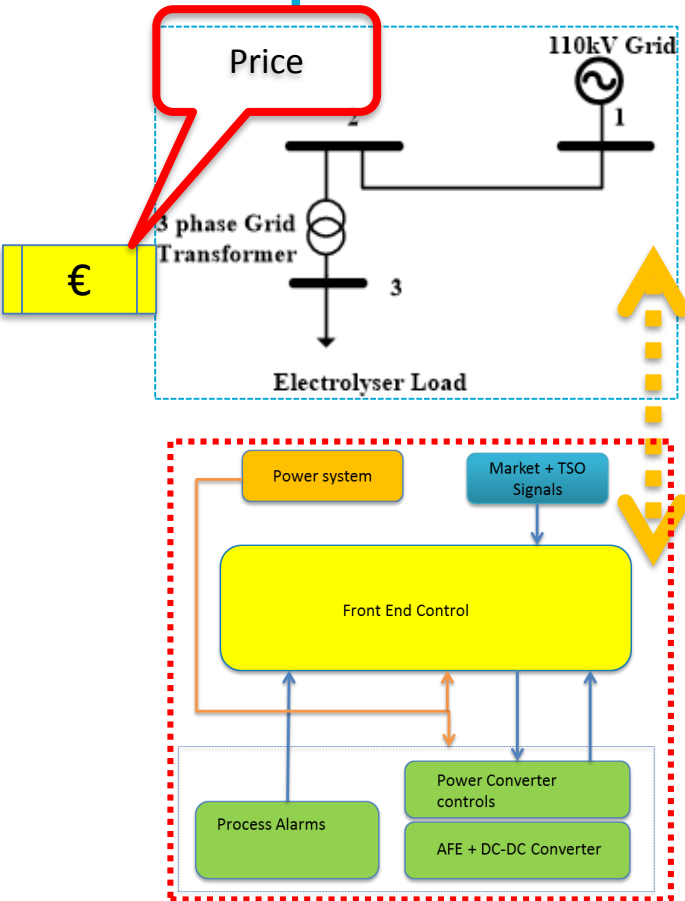 Price
110kV Grid
1
2
3 phase Grid
Transformer
€
3
Electrolyser Load
Power system
Market + TSO
Signals
Front End Control
Power Converter
controls
Process Alarms
AFE + DC-DC Converter